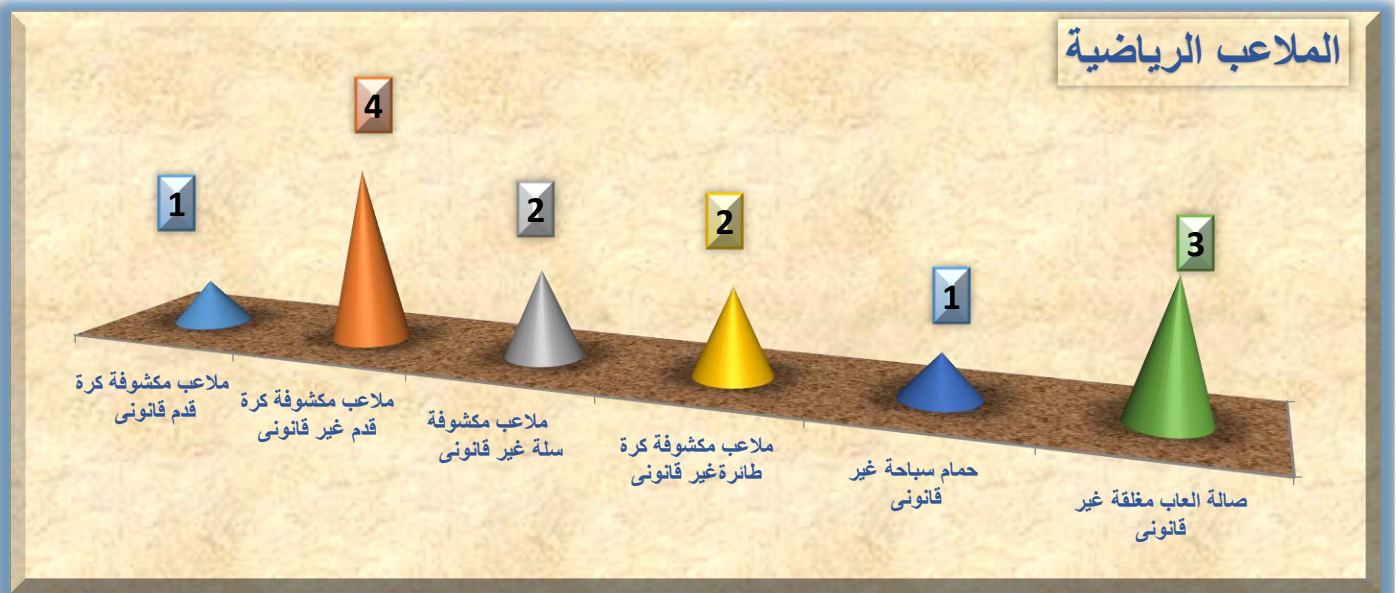 الملاعب الرياضية
1
4
2
2
1
3
ملاعب مكشوفة كرة
قدم قانونى
ملاعب مكشوفة كرة
قدم غير قانونى
ملاعب مكشوفة
سلة غير قانونى
ملاعب مكشوفة كرة
طائرةغير قانونى
حمام سباحة غير
قانونى
صالة العاب مغلقة غير
قانونى